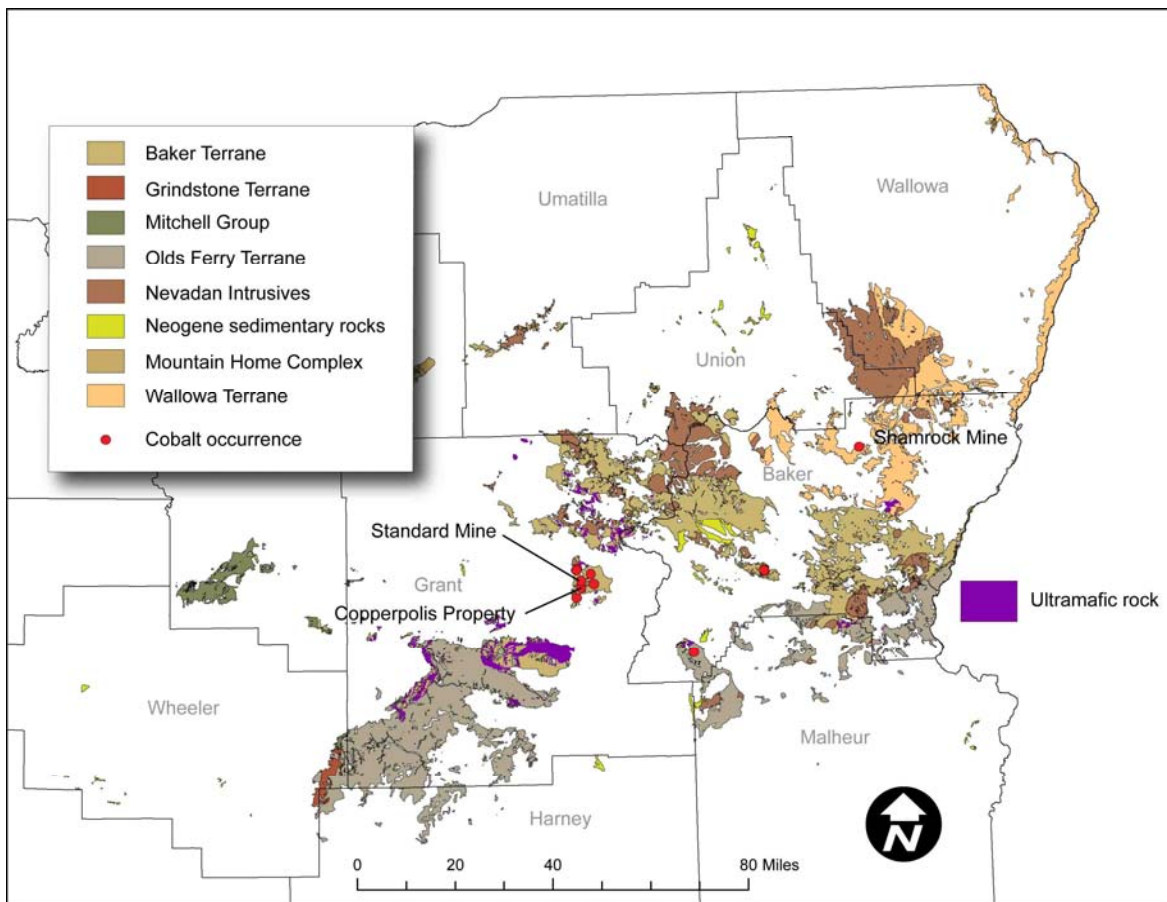 Baker Terrane
Grindstone Terrane
Mitchell Group
Olds Ferry Terrane
Nevadan Intrusives
Neogene sedimentary rocks
Mountain Home Complex
Wallowa Terrane
Cobalt occurrence
Umatilla
Wallowa
Union
Shamrock Mine
Baker
Standard Mine
Grant
Copperpolis Property
Ultramafic rock
Wheeler
Malheur
Harney
N
0 20 40 80 Miles